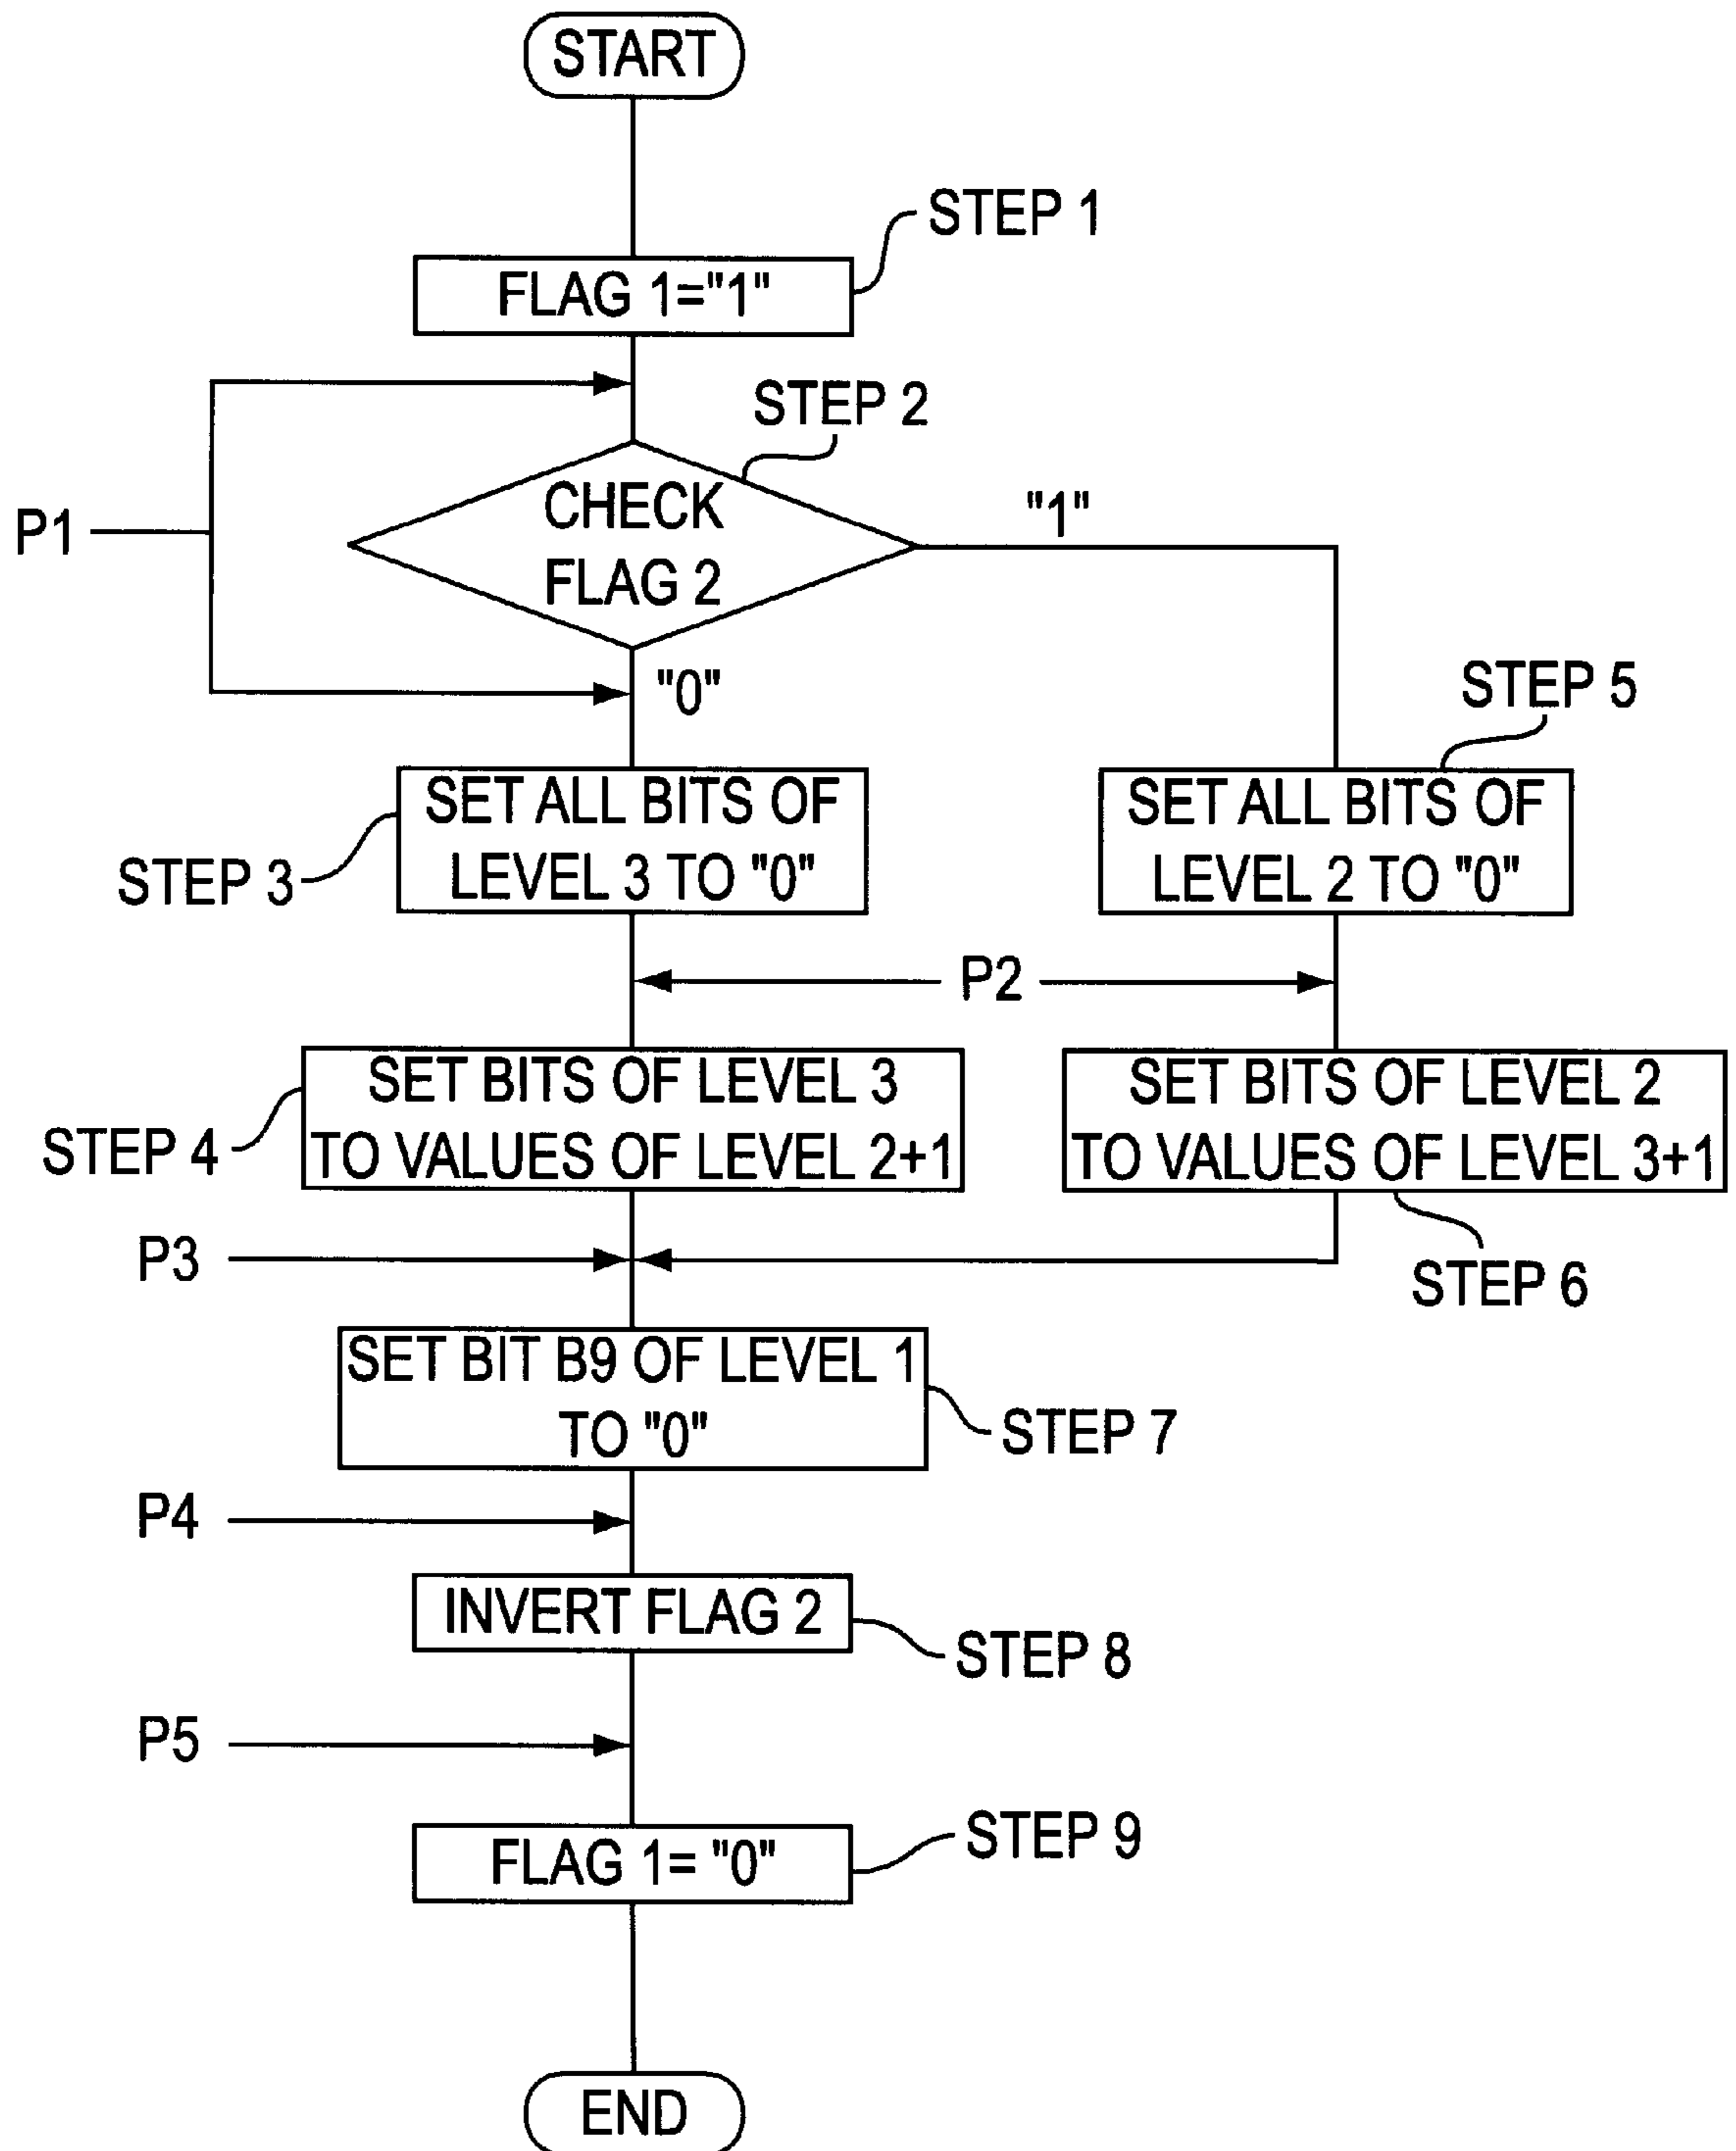 START
STEP 1
FLAG 1="1"
STEP 2
CHECK
FLAG 2
"1"
P1
"0"
STEP 5
SET ALL BITS OF
LEVEL 3 TO "0"
SET ALL BITS OF
LEVEL 2 TO "0"
STEP 3
P2
SET BITS OF LEVEL 3
TO VALUES OF LEVEL 2+1
SET BITS OF LEVEL 2
TO VALUES OF LEVEL 3+1
STEP 4
P3
STEP 6
SET BIT B9 OF LEVEL 1
TO "0"
STEP 7
P4
INVERT FLAG 2
STEP 8
P5
STEP 9
FLAG 1= "0"
END